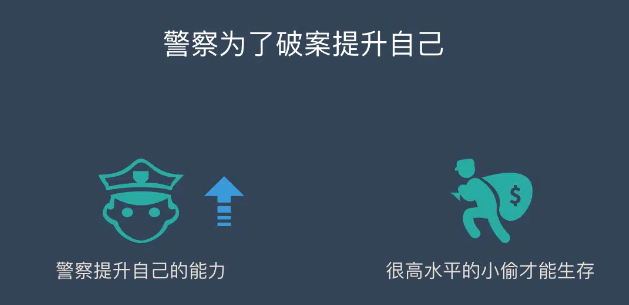 警察为了破案提升自己
警察提升自己的能力
很高水平的小偷才能生存